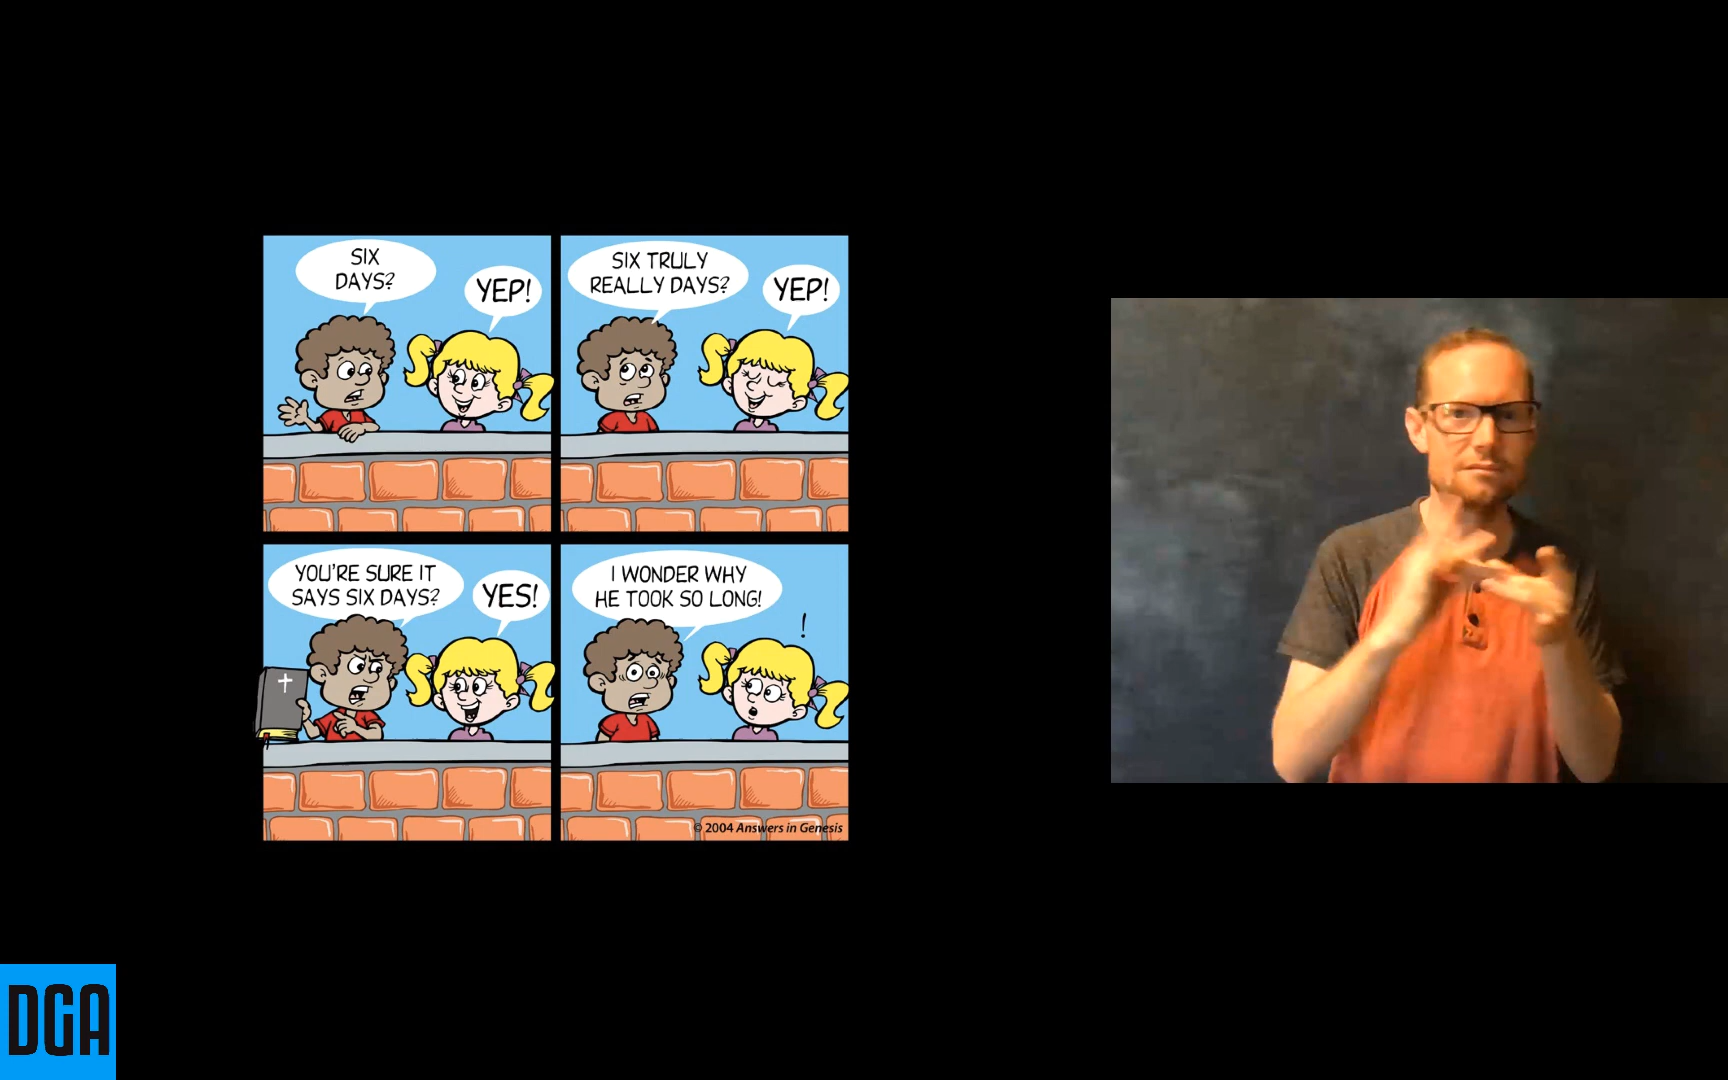 SIX
DAYS?
YEP!
SIX TRULY
REALLY DAYS?
YEP!
YOU'RE SURE IT
SAYS SIX DAYS?
YES!
I WONDER WHY
HE TOOK SO LONG!
!
© 2004 Answers in Genesis
DGA